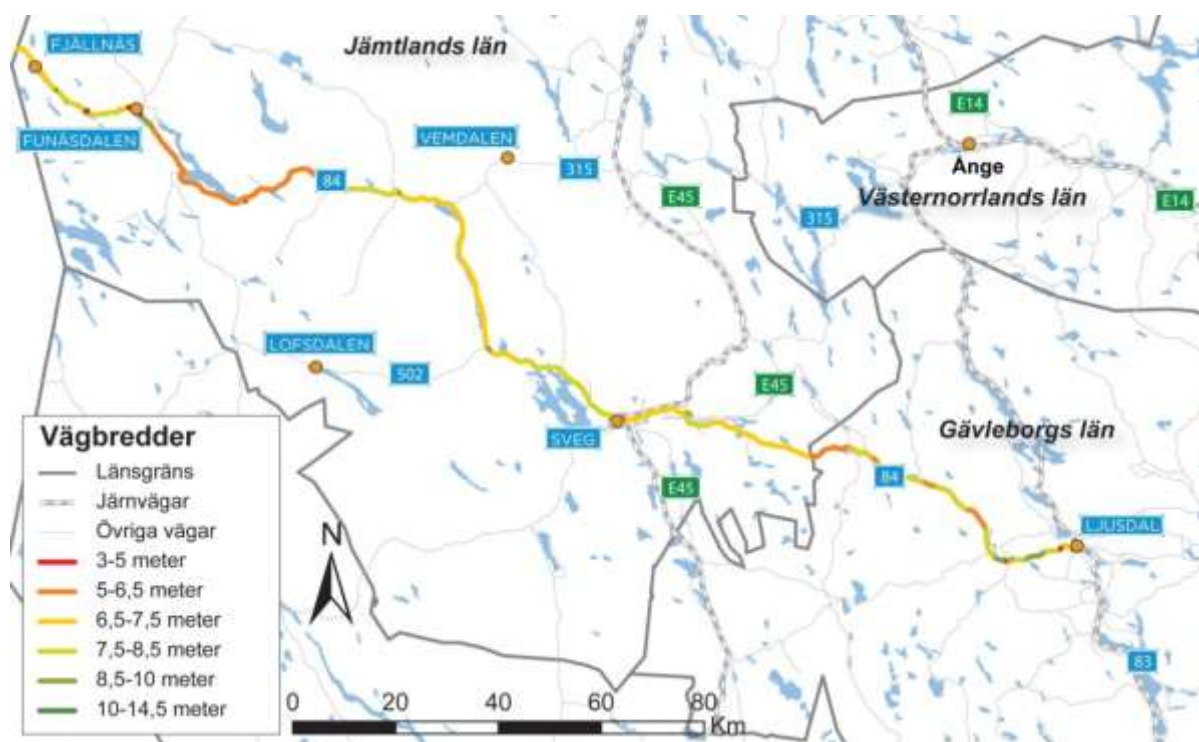 Jämtlands län
FJÄLLNÄS
FUNÄSDALEN
VEMDALEN
84
315
E45
E14
Ånge
Västernorrlands län
E14
315
LOFSDALEN
502
E45
SVEG
E45
Gävleborgs län
84
LJUSDAL
83
Vägbredder
Länsgräns
Järnvägar
Övriga vägar
3-5 meter
5-6,5 meter
6,5-7,5 meter
7,5-8,5 meter
8,5-10 meter
10-14,5 meter
N
0 20 40 60 80
Km